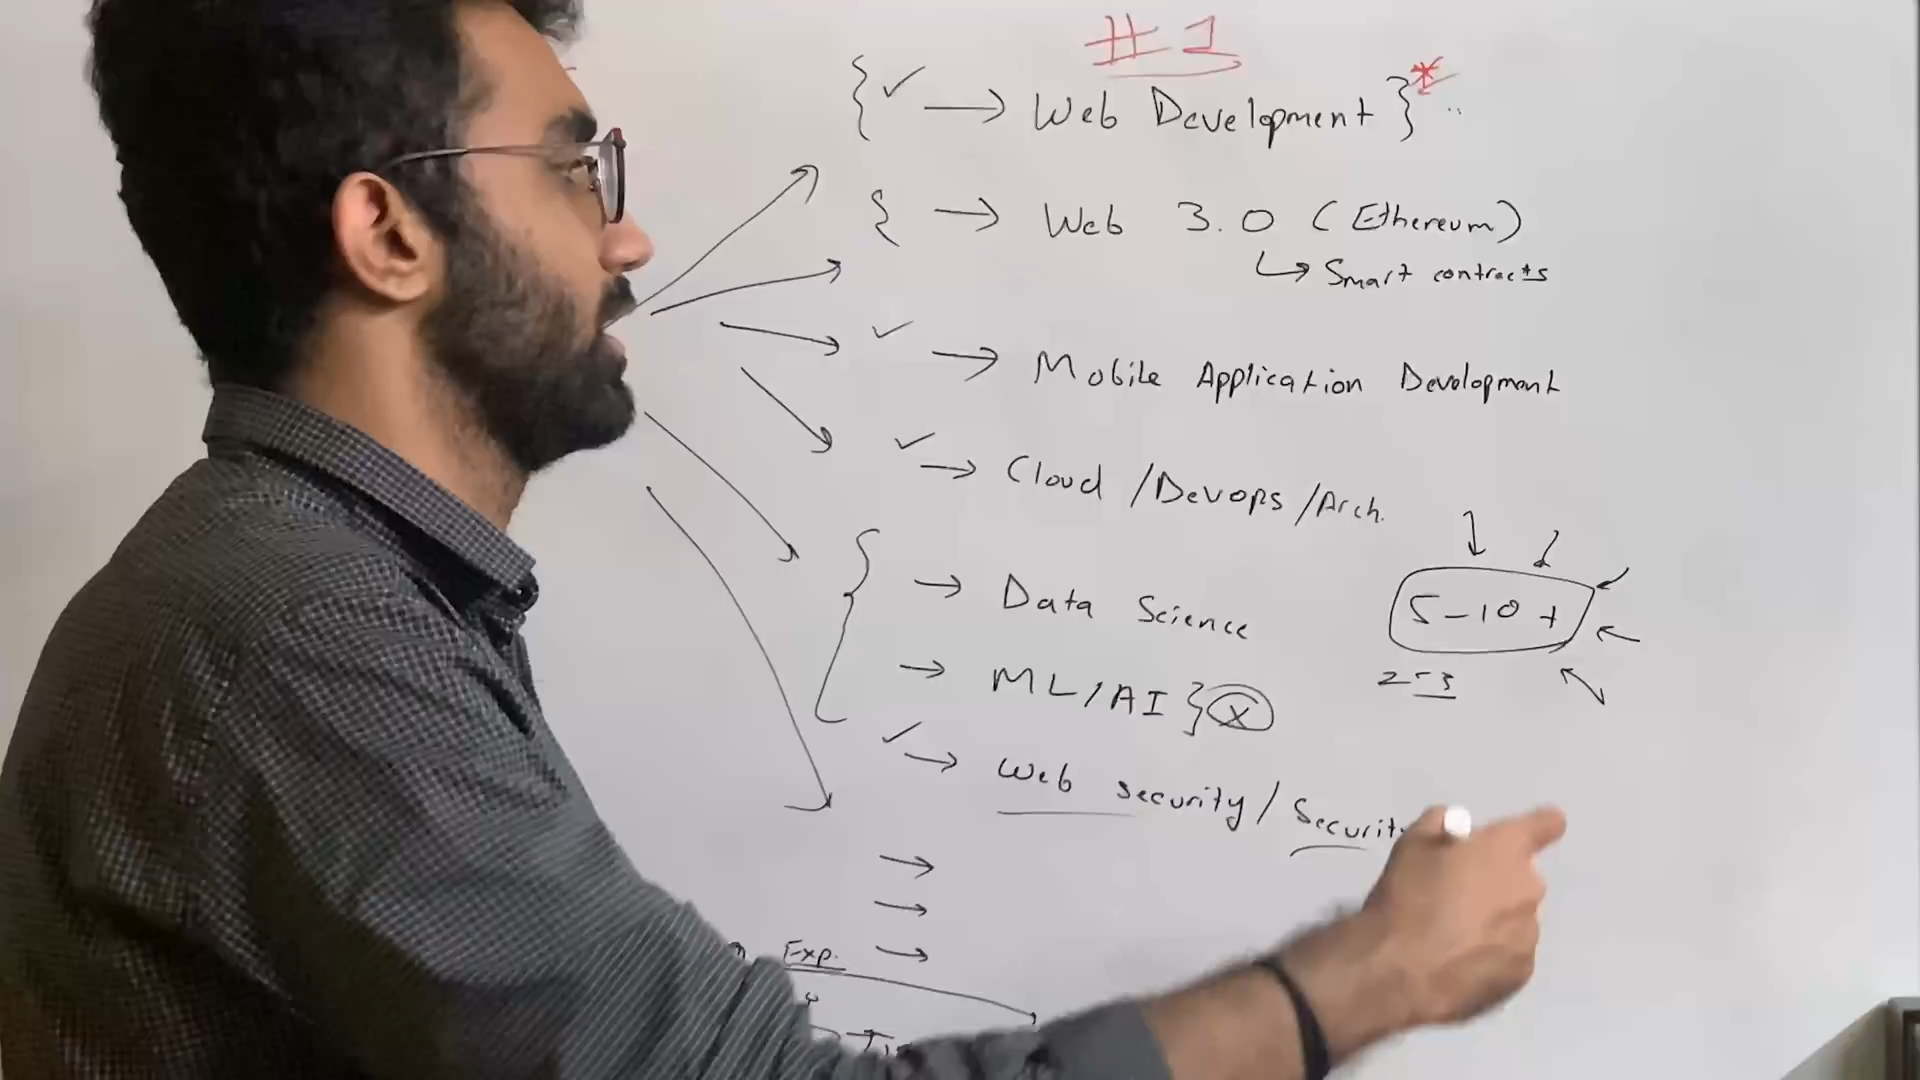 #1
Web Development
Web 3.0 (Ethereum)
Smart contracts
Mobile Application Development
Cloud /Devops /Arch.
Data Science
5-10+
2-3
ML/AI } x
Web security/ Security
Exp.